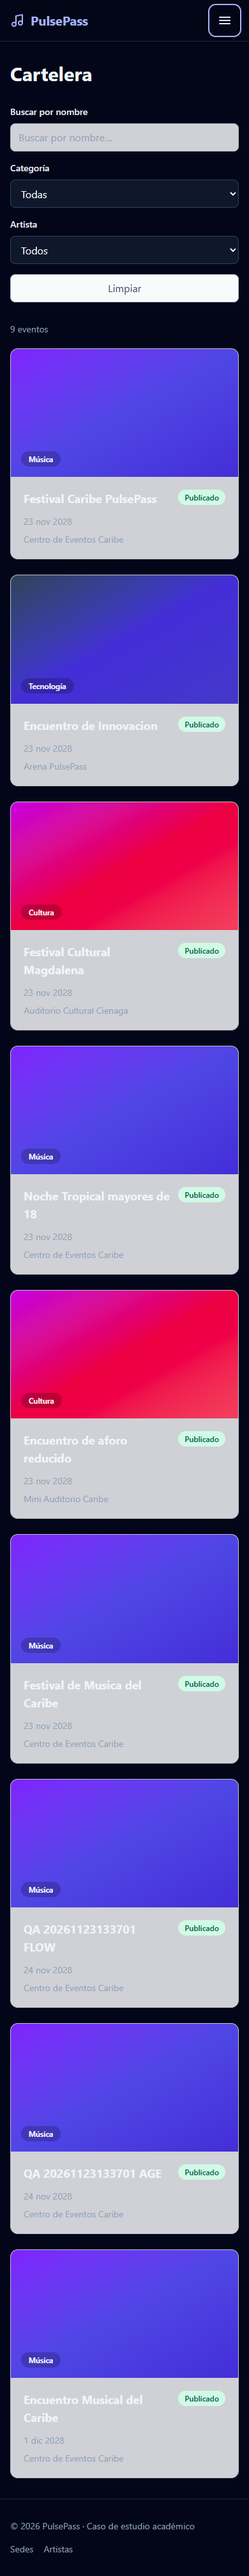 PulsePass
Cartelera
Buscar por nombre
Buscar por nombre...
Categoría
Todas
Artista
Todos
Limpiar
9 eventos
Música
Festival Caribe PulsePass
Publicado
23 nov 2028
Centro de Eventos Caribe
Tecnología
Encuentro de Innovacion
Publicado
23 nov 2028
Arena PulsePass
Cultura
Festival Cultural
Magdalena
Publicado
23 nov 2028
Auditorio Cultural Cienaga
Música
Noche Tropical mayores de
18
Publicado
23 nov 2028
Centro de Eventos Caribe
Cultura
Encuentro de aforo
reducido
Publicado
23 nov 2028
Mini Auditorio Caribe
Música
Festival de Musica del
Caribe
Publicado
23 nov 2028
Centro de Eventos Caribe
Música
QA 20261123133701
FLOW
Publicado
24 nov 2028
Centro de Eventos Caribe
Música
QA 20261123133701 AGE
Publicado
24 nov 2028
Centro de Eventos Caribe
Música
Encuentro Musical del
Caribe
Publicado
1 dic 2028
Centro de Eventos Caribe
© 2026 PulsePass · Caso de estudio académico
Sedes Artistas